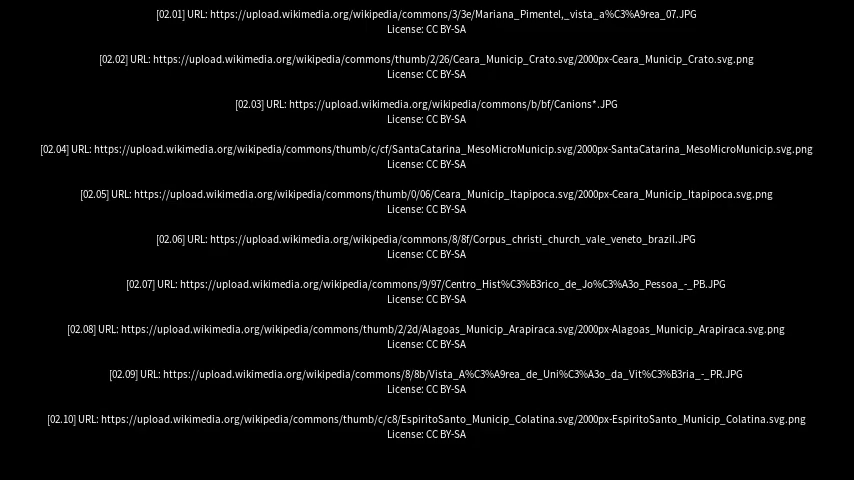 [02.01] URL: https://upload.wikimedia.org/wikipedia/commons/3/3e/Mariana_Pimentel,_vista_a%C3%A9rea_07.JPG
License: CC BY-SA
[02.02] URL: https://upload.wikimedia.org/wikipedia/commons/thumb/2/26/Ceara_Municip_Crato.svg/2000px-Ceara_Municip_Crato.svg.png
License: CC BY-SA
[02.03] URL: https://upload.wikimedia.org/wikipedia/commons/b/bf/Canions*.JPG
License: CC BY-SA
[02.04] URL: https://upload.wikimedia.org/wikipedia/commons/thumb/c/cf/SantaCatarina_MesoMicroMunicip.svg/2000px-SantaCatarina_MesoMicroMunicip.svg.png
License: CC BY-SA
[02.05] URL: https://upload.wikimedia.org/wikipedia/commons/thumb/0/06/Ceara_Municip_Itapipoca.svg/2000px-Ceara_Municip_Itapipoca.svg.png
License: CC BY-SA
[02.06] URL: https://upload.wikimedia.org/wikipedia/commons/8/8f/Corpus_christi_church_vale_veneto_brazil.JPG
License: CC BY-SA
[02.07] URL: https://upload.wikimedia.org/wikipedia/commons/9/97/Centro_Hist%C3%B3rico_de_Jo%C3%A3o_Pessoa_-_PB.JPG
License: CC BY-SA
[02.08] URL: https://upload.wikimedia.org/wikipedia/commons/thumb/2/2d/Alagoas_Municip_Arapiraca.svg/2000px-Alagoas_Municip_Arapiraca.svg.png
License: CC BY-SA
[02.09] URL: https://upload.wikimedia.org/wikipedia/commons/8/8b/Vista_A%C3%A9rea_de_Uni%C3%A3o_da_Vit%C3%B3ria_-_PR.JPG
License: CC BY-SA
[02.10] URL: https://upload.wikimedia.org/wikipedia/commons/thumb/c/c8/EspiritoSanto_Municip_Colatina.svg/2000px-EspiritoSanto_Municip_Colatina.svg.png
License: CC BY-SA